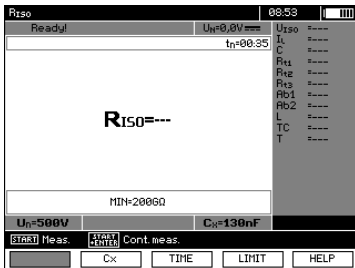 RISO 08:53
Ready! UN=0,0V
tn=00:35
UISO =---
IL =---
C =---
Rt1 =---
Rt2 =---
Rt3 =---
Ab1 =---
Ab2 =---
L =---
TC =---
T =---
RISO=---
MIN=200GΩ
Un=500V CX=130nF
START Meas. START +ENTER Cont.meas.
Cx TIME LIMIT HELP